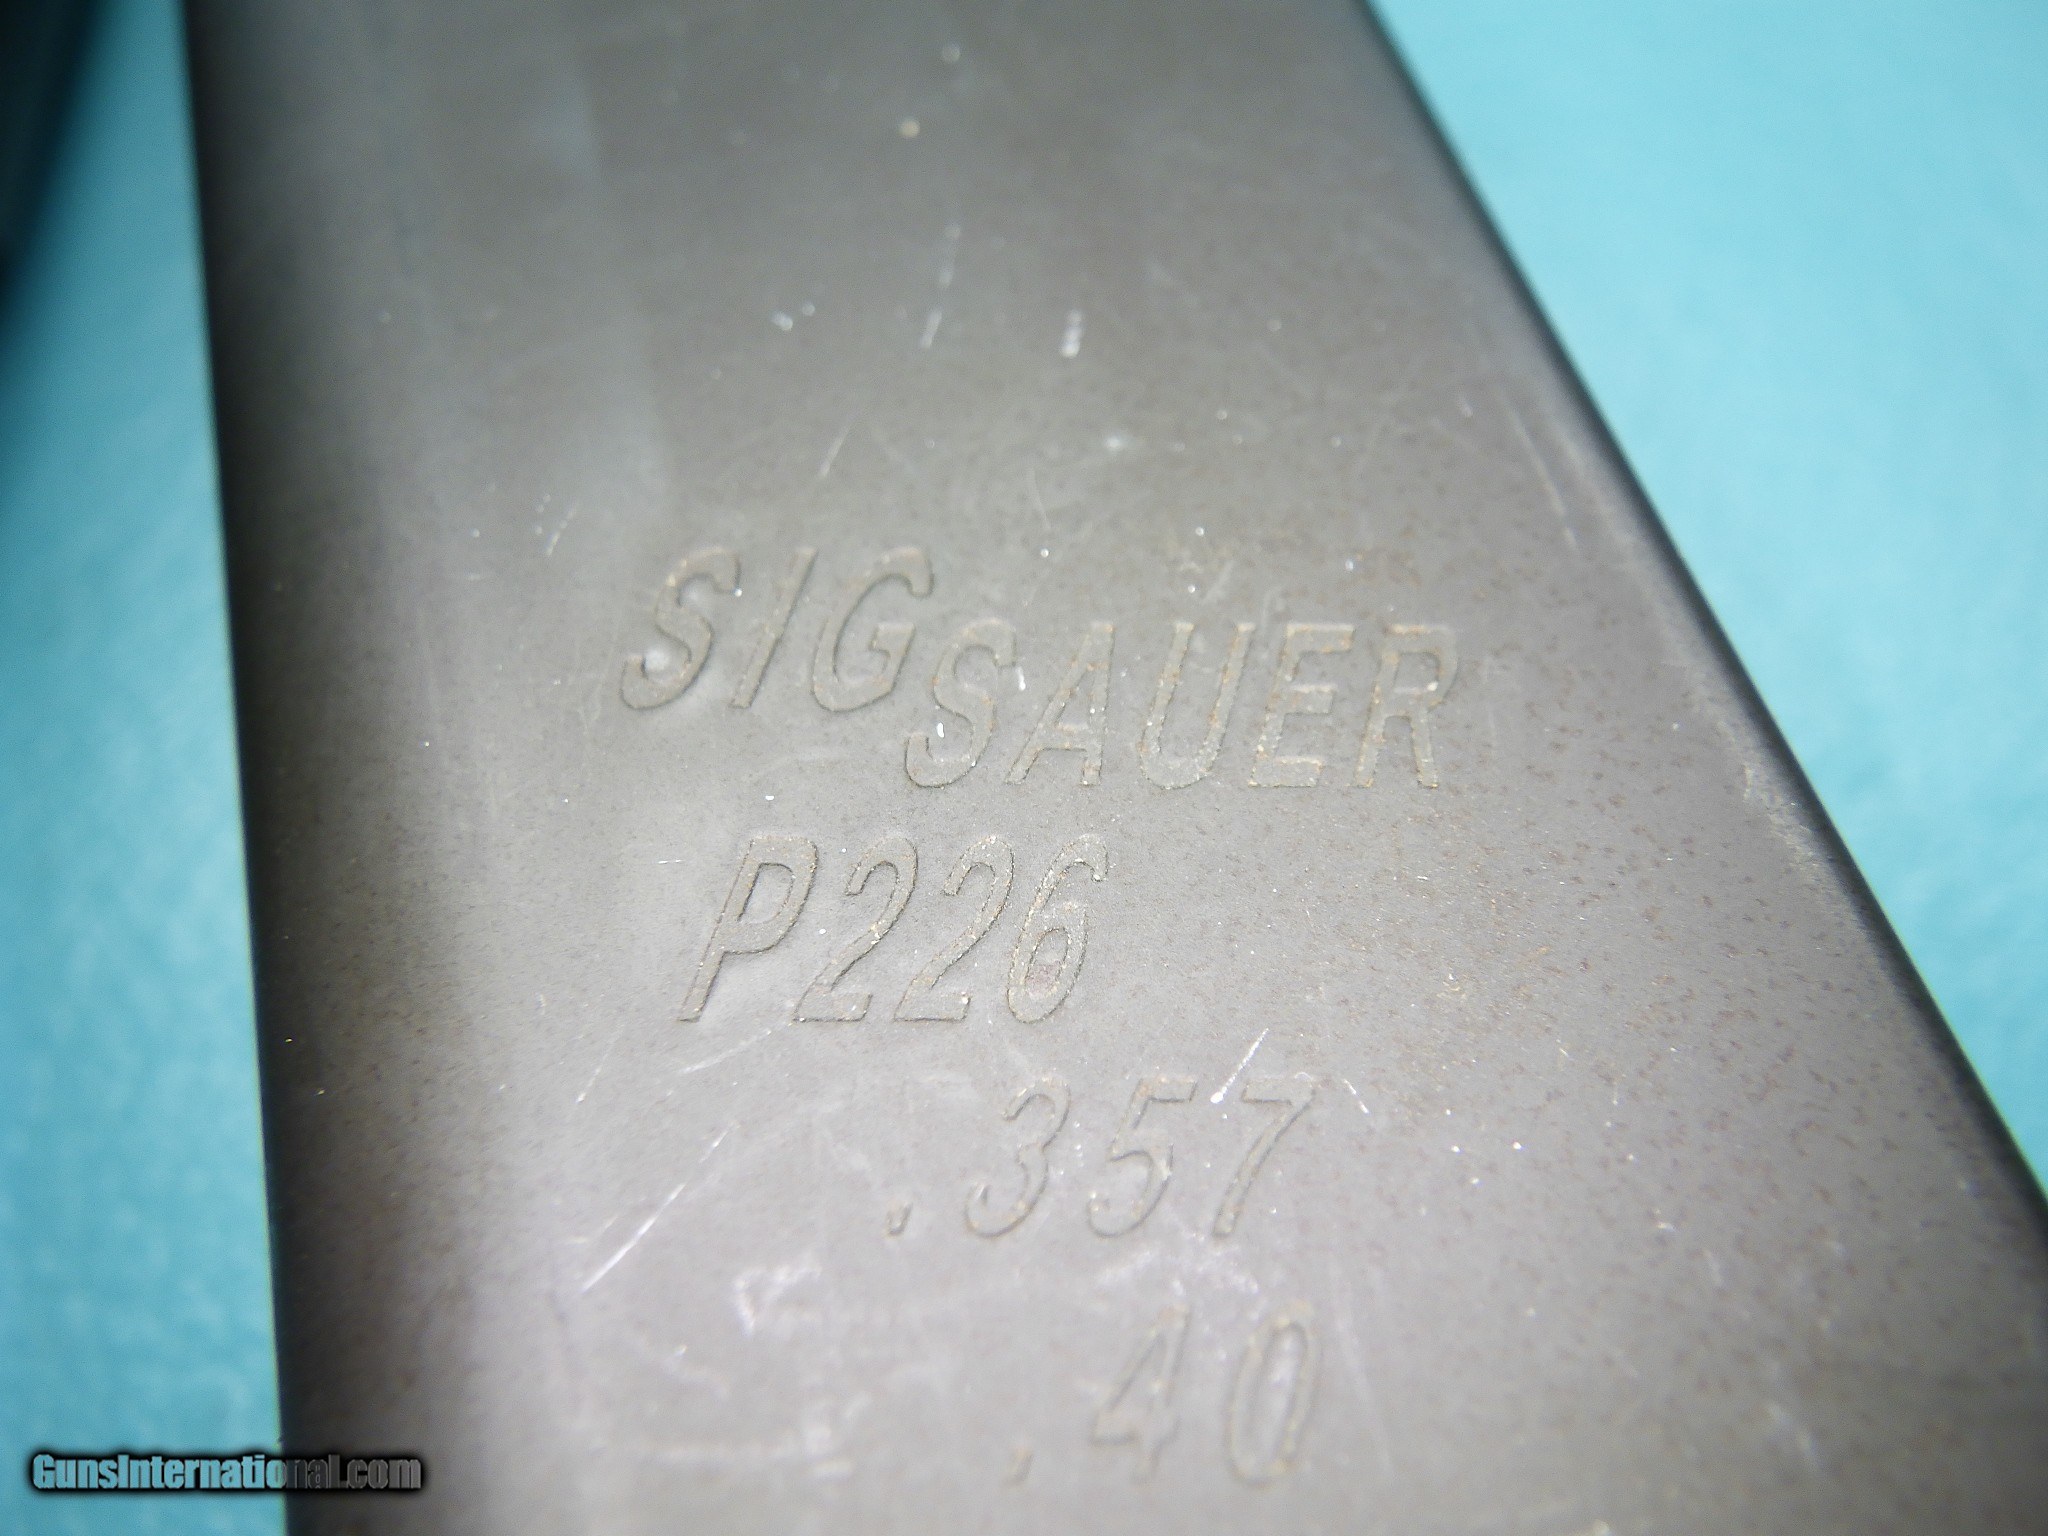 SIG SAUER
P226
.357
.40
GunsInternational.com